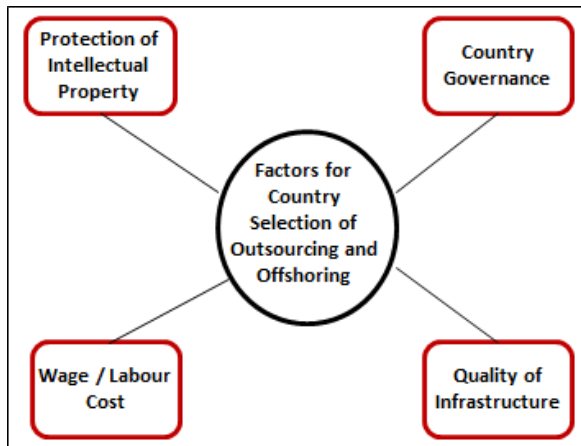 Protection of
Intellectual
Property
Country
Governance
Factors for
Country
Selection of
Outsourcing and
Offshoring
Wage / Labour
Cost
Quality of
Infrastructure